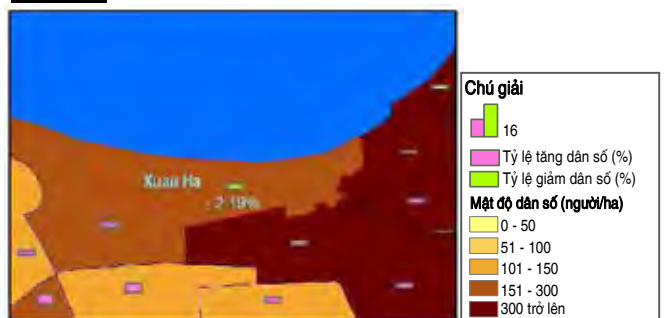 Xuan Ha
- 2.19%
Chú giải
16
Tỷ lệ tăng dân số (%)
Tỷ lệ giảm dân số (%)
Mật độ dân số (người/ha)
0 - 50
51 - 100
101 - 150
151 - 300
300 trở lên